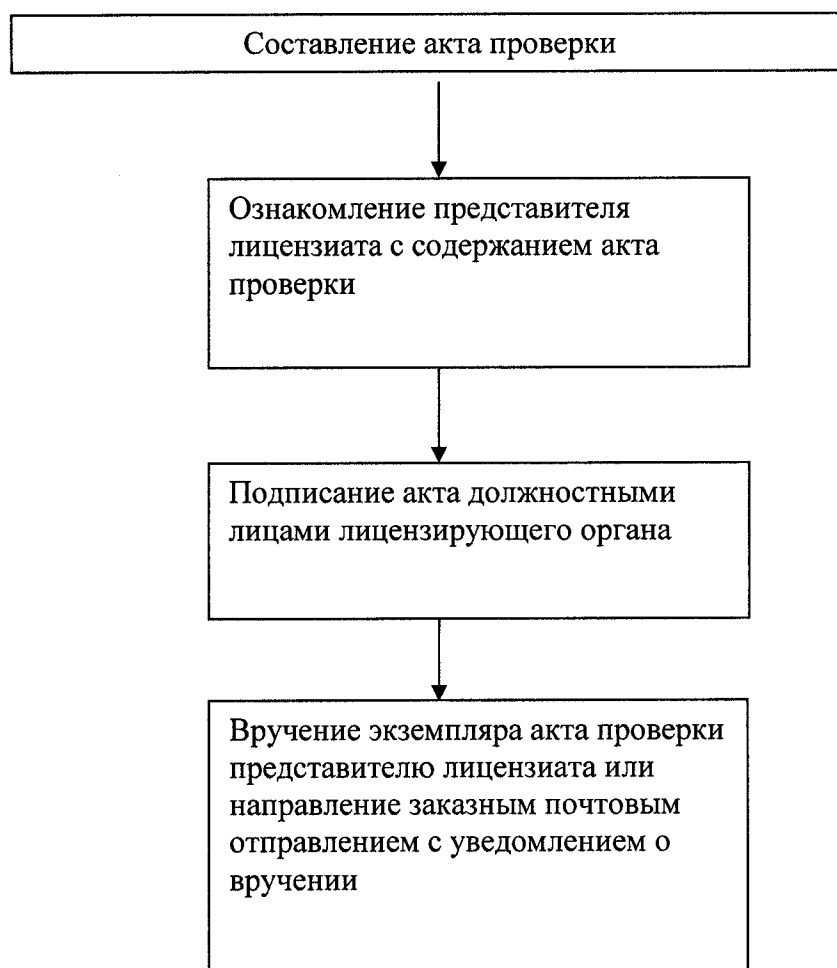 Составление акта проверки
Ознакомление представителя
лицензиата с содержанием акта
проверки
Подписание акта должностными
лицами лицензирующего органа
Вручение экземпляра акта проверки
представителю лицензиата или
направление заказным почтовым
отправлением с уведомлением о
вручении